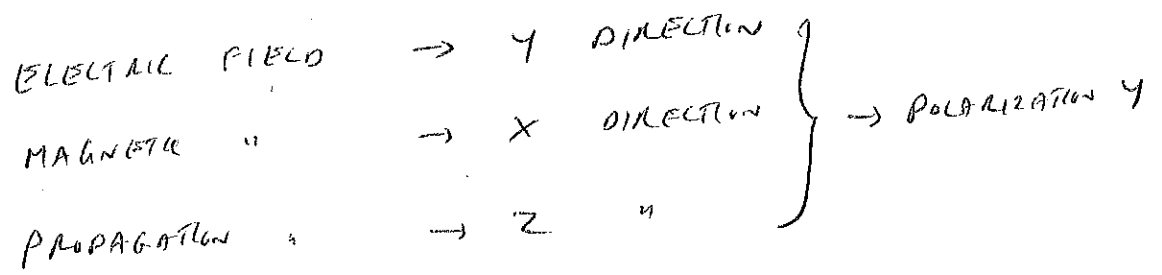 ELECTRIC FIELD → Y DIRECTION
MAGNETIC " → X DIRECTION
PROPAGATION " → Z "
→ POLARIZATION Y